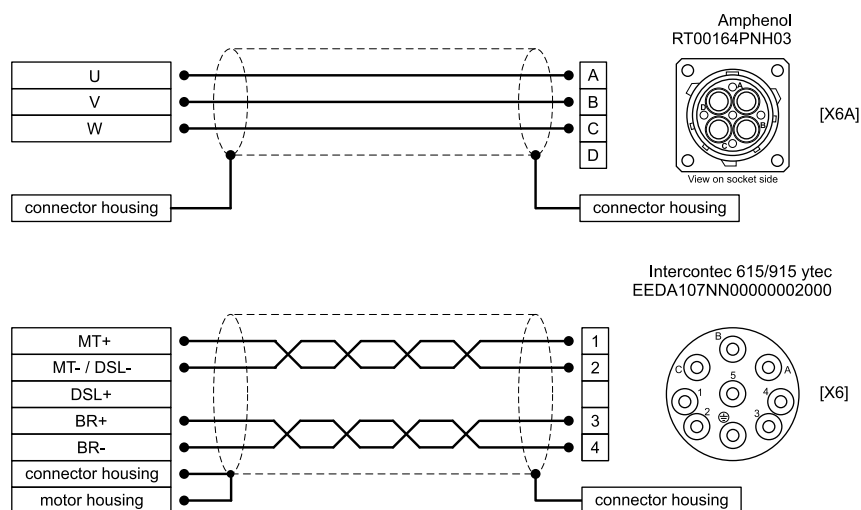 Amphenol
RT00164PNH03
U
A
V
B
W
C
D
A
D
B
C
View on socket side
[X6A]
connector housing
connector housing
Intercontec 615/915 ytec
EEDA107NN00000002000
MT+
1
MT- / DSL-
2
DSL+
BR+
3
BR-
4
connector housing
motor housing
connector housing
B
C
A
5
1
4
2
3
[X6]